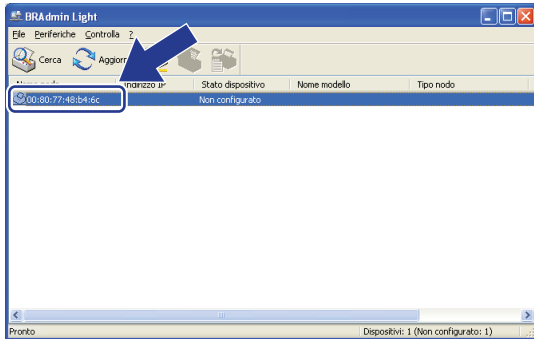 BRAdmin Light
File Periferiche Controlla ?
Cerca Aggiorn
Indirizzo IP Stato dispositivo Nome modello Tipo nodo
00:80:77:48:b4:6c Non configurato
Pronto Dispositivi: 1 (Non configurato: 1)